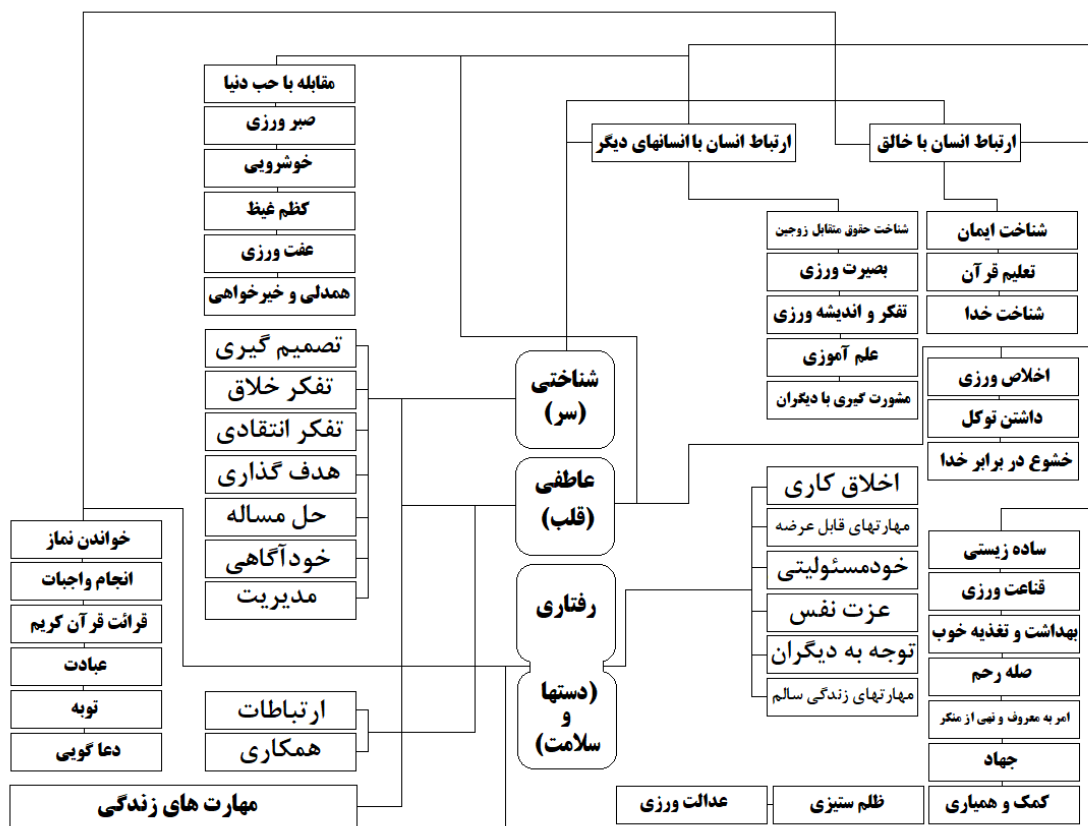 ارتباط انسان با خالق
ارتباط انسان با انسانهای دیگر
مقابله با حب دنیا
صبر ورزی
خوشرویی
کظم غیظ
عفت ورزی
همدلی و خیرخواهی
شناخت ایمان
تعلیم قرآن
شناخت خدا
شناخت حقوق متقابل زوجین
بصیرت ورزی
تفکر و اندیشه ورزی
علم آموزی
مشورت گیری با دیگران
اخلاص ورزی
داشتن توکل
خشوع در برابر خدا
شناختی
(سر)
عاطفی
(قلب)
رفتاری
(دستها
و
سلامت)
تصمیم گیری
تفکر خلاق
تفکر انتقادی
هدف گذاری
حل مساله
خودآگاهی
مدیریت
اخلاق کاری
مهارتهای قابل عرضه
خودمسئولیتی
عزت نفس
توجه به دیگران
مهارتهای زندگی سالم
ساده زیستی
قناعت ورزی
بهداشت و تغذیه خوب
صله رحم
امر به معروف و نهی از منکر
جهاد
کمک و همیاری
ظلم ستیزی
عدالت ورزی
خواندن نماز
انجام واجبات
قرائت قرآن کریم
عبادت
توبه
دعا گویی
ارتباطات
همکاری
مهارت های زندگی